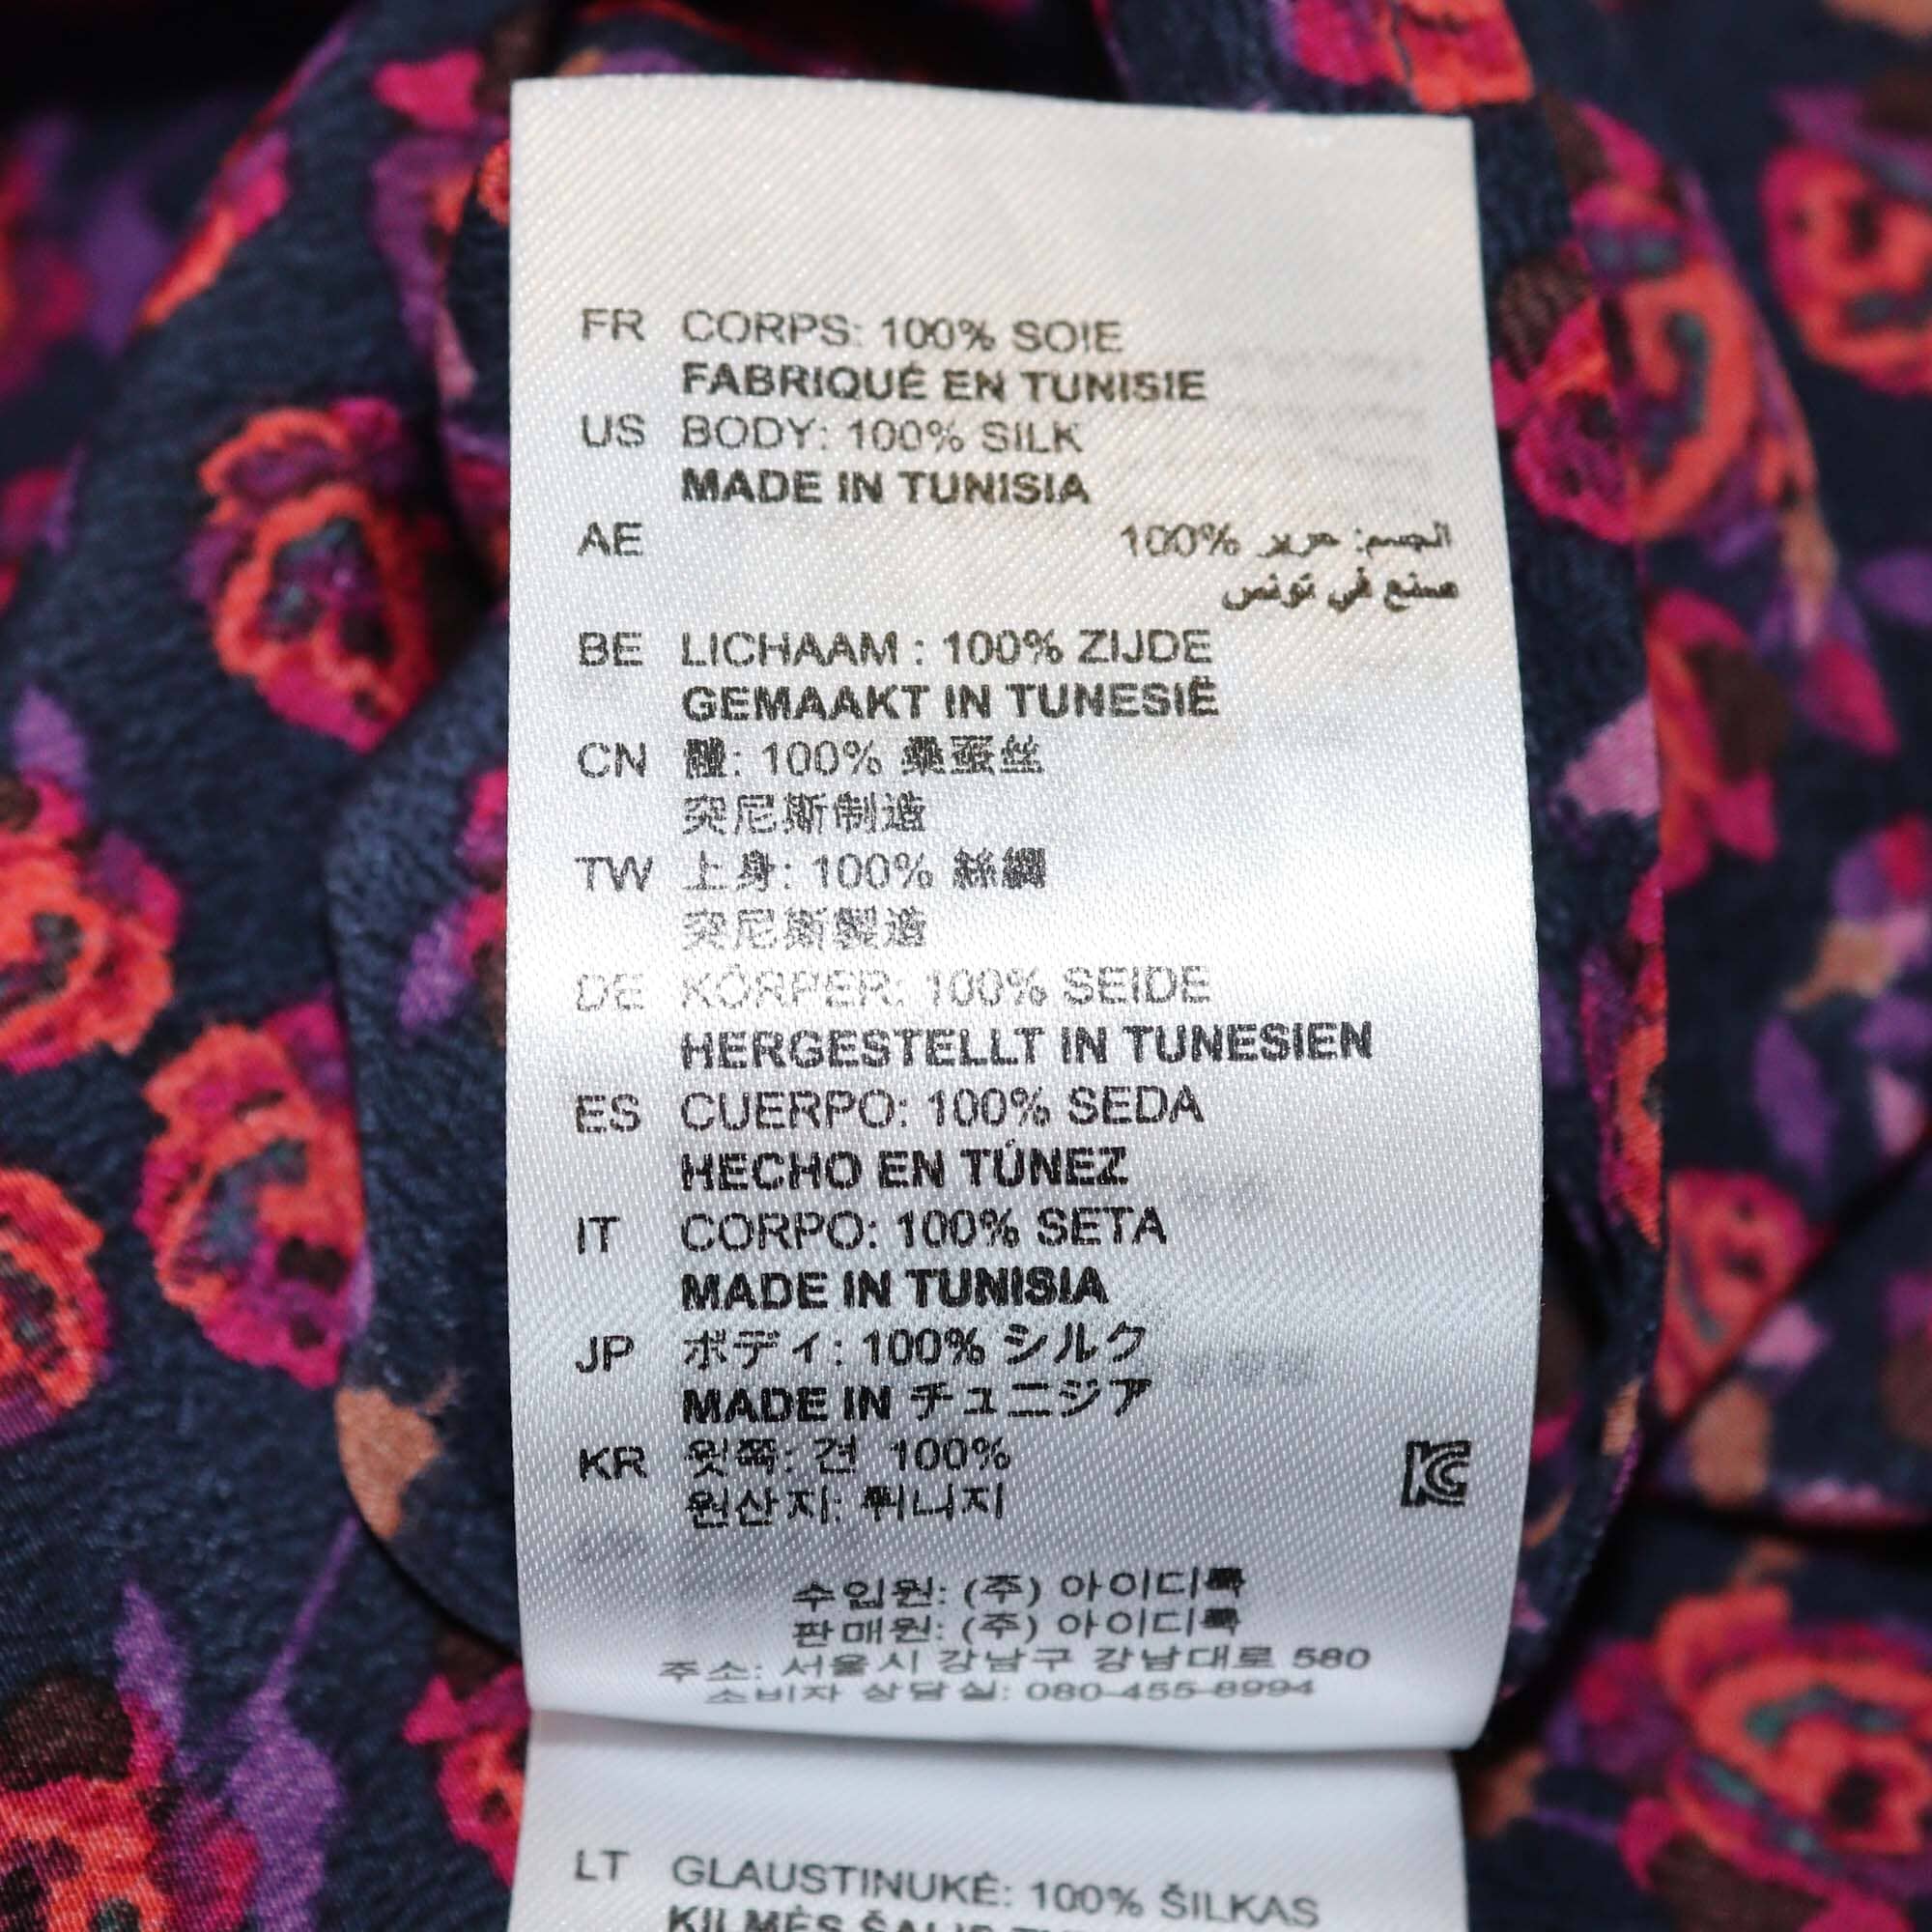 FR CORPS: 100% SOIE
FABRIQUÉ EN TUNISIE
US BODY: 100% SILK
MADE IN TUNISIA
AE الجسم: حرير 100%
صنع في تونس
BE LICHAAM : 100% ZIJDE
GEMAAKT IN TUNESIË
CN 體: 100% 桑蚕丝
突尼斯制造
TW 上身: 100% 絲綢
突尼斯製造
DE KÖRPER: 100% SEIDE
HERGESTELLT IN TUNESIEN
ES CUERPO: 100% SEDA
HECHO EN TÚNEZ
IT CORPO: 100% SETA
MADE IN TUNISIA
JP ボディ: 100% シルク
MADE IN チュニジア
KR 윗쪽: 견 100%
원산지: 튀니지
KC
수입원: (주) 아이디룩
판매원: (주) 아이디룩
주소: 서울시 강남구 강남대로 580
소비자 상담실: 080-455-8994
LT GLAUSTINUKĖ: 100% ŠILKAS
KILMĖS ŠALIS